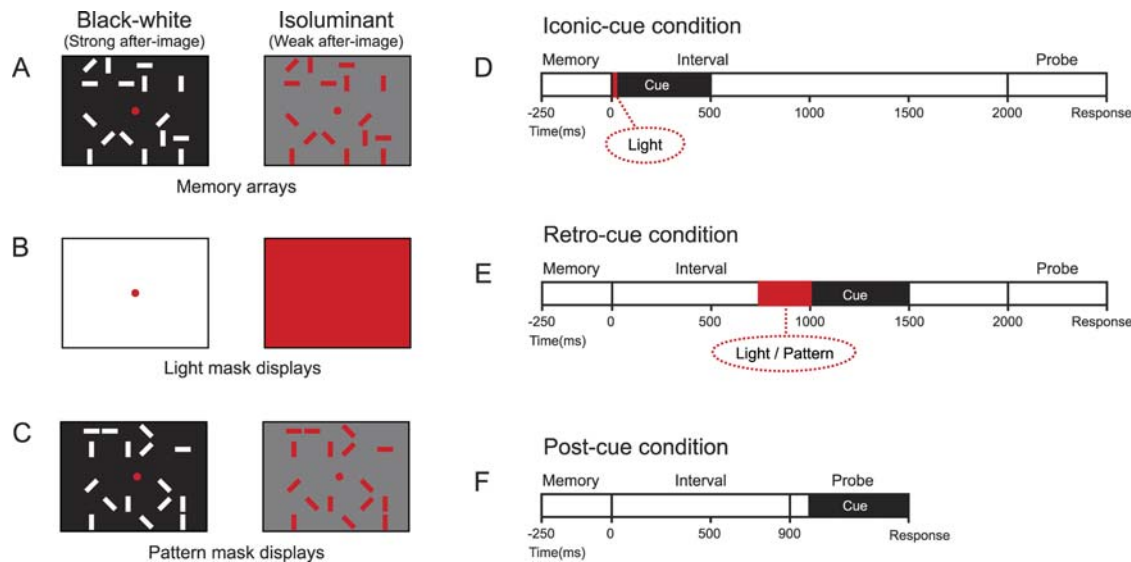 Black-white
(Strong after-image)
Isoluminant
(Weak after-image)
A
Memory arrays
B
Light mask displays
C
Pattern mask displays
Iconic-cue condition
D
Memory Interval Probe
Cue
-250 0 500 1000 1500 2000 Response
Time(ms)
Light
Retro-cue condition
E
Memory Interval Probe
Cue
-250 0 500 1000 1500 2000 Response
Time(ms)
Light / Pattern
Post-cue condition
F
Memory Interval Probe
Cue
-250 0 500 900 Response
Time(ms)